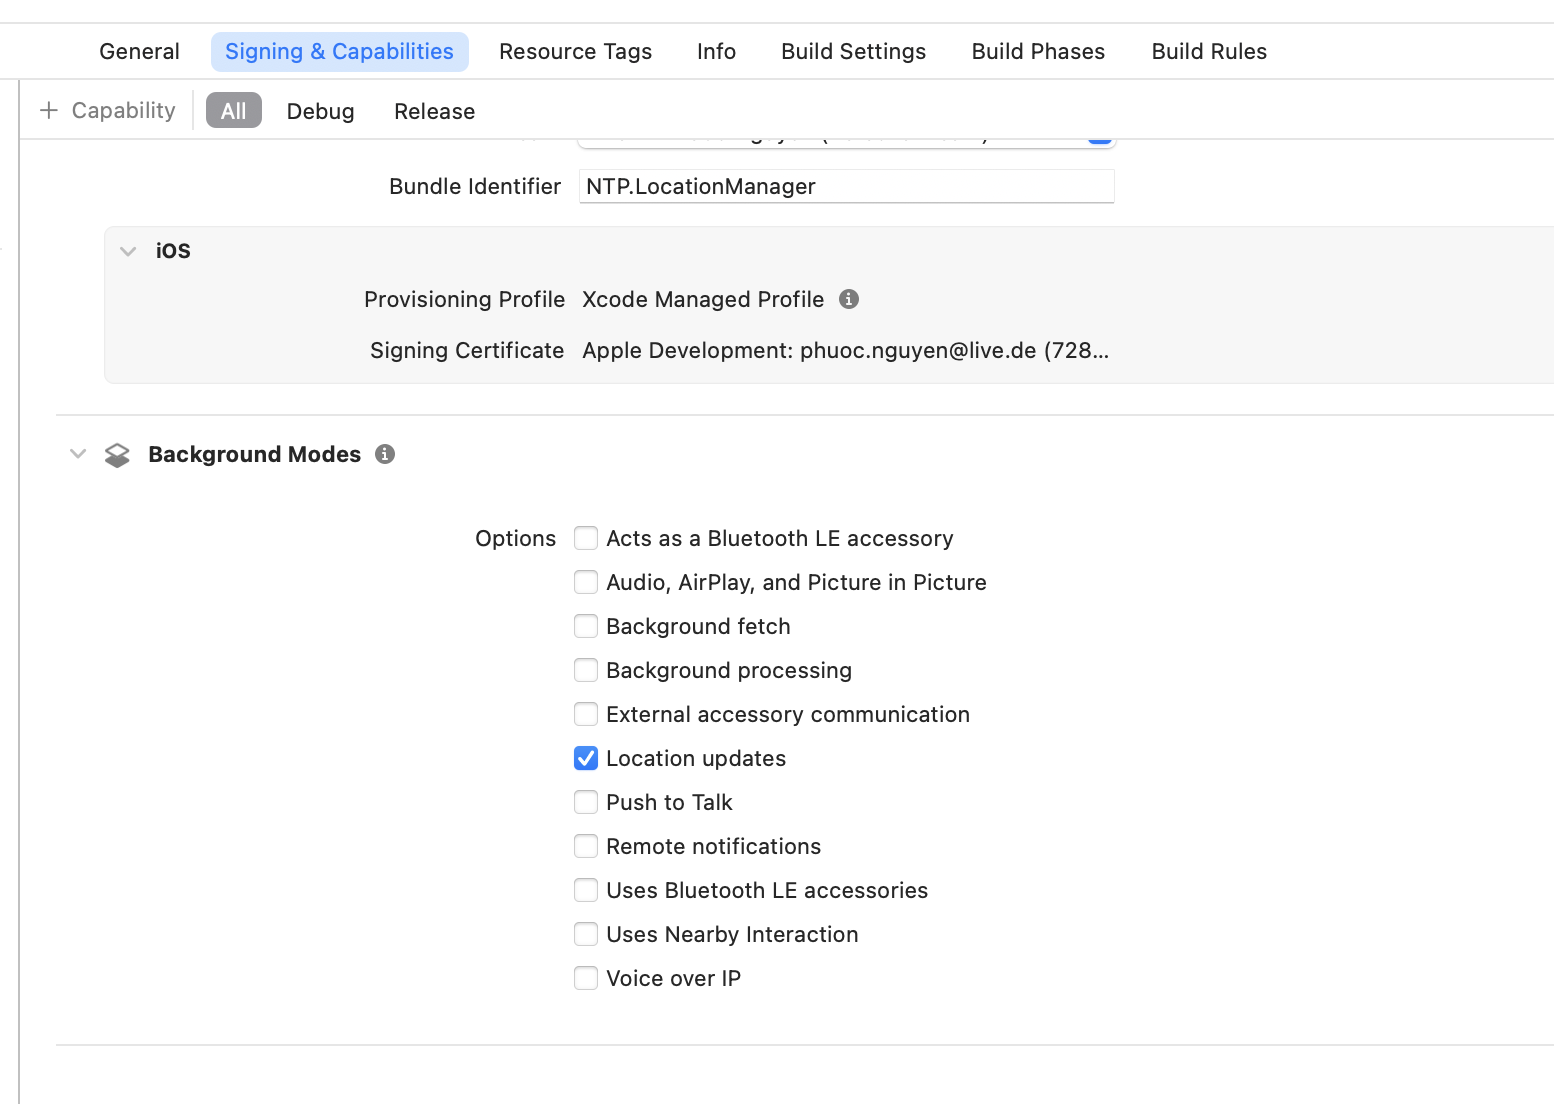 General Signing & Capabilities Resource Tags Info Build Settings Build Phases Build Rules
+ Capability All Debug Release
Bundle Identifier NTP.LocationManager
iOS
Provisioning Profile Xcode Managed Profile
Signing Certificate Apple Development: phuoc.nguyen@live.de (728...
Background Modes
Options Acts as a Bluetooth LE accessory
Audio, AirPlay, and Picture in Picture
Background fetch
Background processing
External accessory communication
Location updates
Push to Talk
Remote notifications
Uses Bluetooth LE accessories
Uses Nearby Interaction
Voice over IP